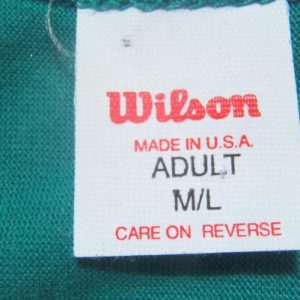 Wilson
MADE IN U.S.A.
ADULT
M/L
CARE ON REVERSE